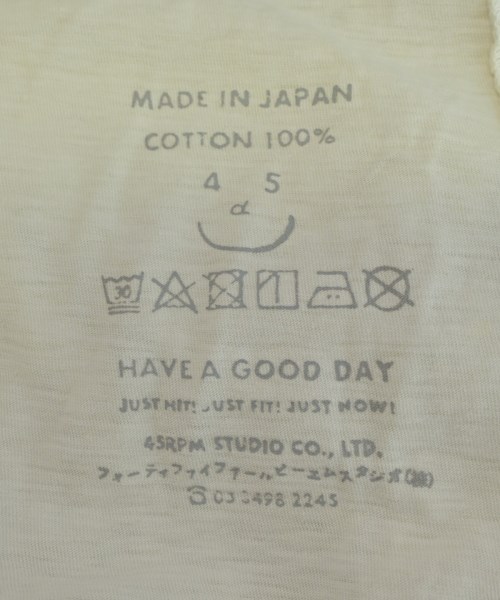 MADE IN JAPAN
COTTON 100%
4 5
α
30
HAVE A GOOD DAY
JUST HIT! JUST FIT! JUST NOW!
45RPM STUDIO CO., LTD.
フォーティファイブアールピーエムスタジオ(株)
☎ 03 3498 2245